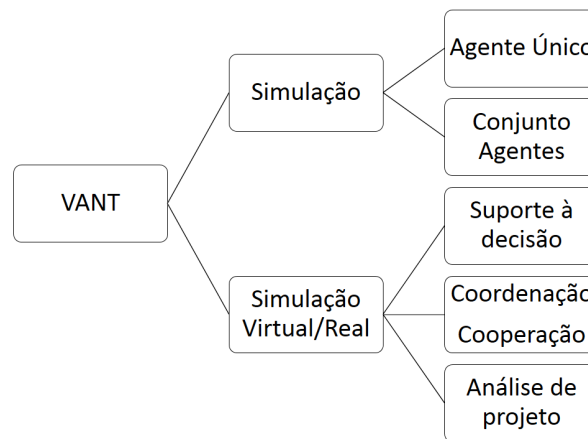 VANT
Simulação
Agente Único
Conjunto
Agentes
Simulação
Virtual/Real
Suporte à
decisão
Coordenação
Cooperação
Análise de
projeto